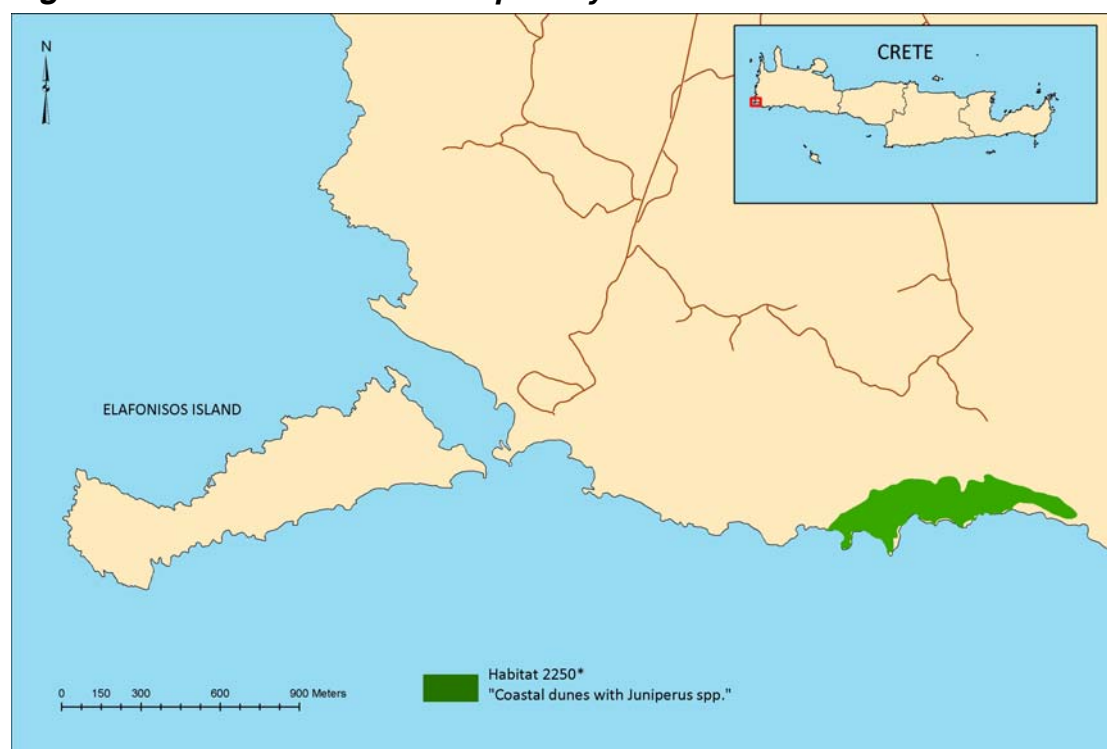 N
CRETE
ELAFONISOS ISLAND
0 150 300 600 900 Meters
Habitat 2250*
"Coastal dunes with Juniperus spp."